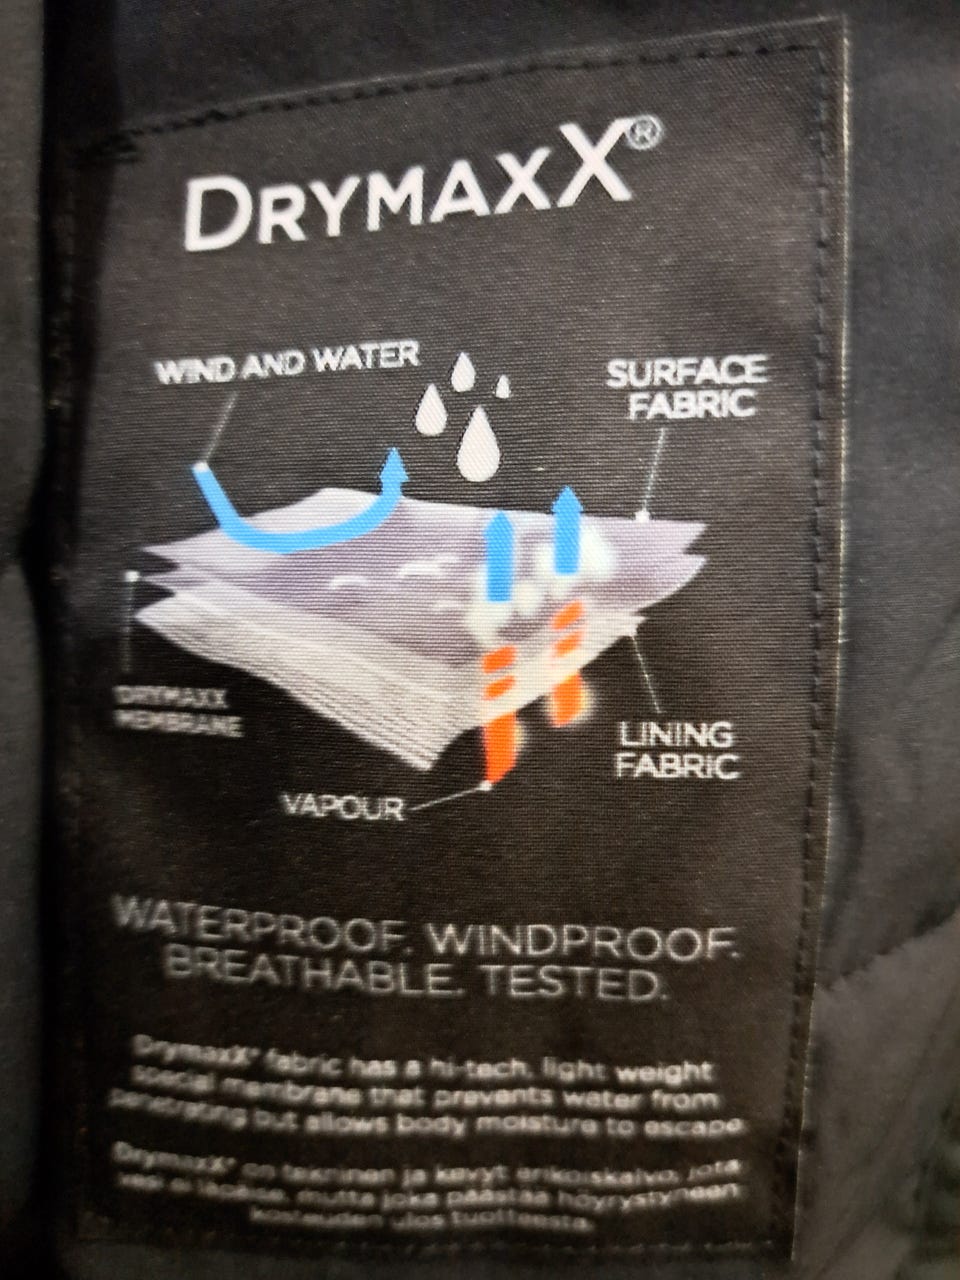 DRYMAXX®
WIND AND WATER
SURFACE
FABRIC
DRYMAXX
MEMBRANE
LINING
FABRIC
VAPOUR
WATERPROOF. WINDPROOF.
BREATHABLE. TESTED.
DrymaxX® fabric has a hi-tech, light weight
special membrane that prevents water from
penetrating but allows body moisture to escape.
DrymaxX® on tekninen ja kevyt erikoiskalvo, jota
vesi ei läpäise, mutta joka päästää höyrystyneen
kosteuden ulos tuotteesta.